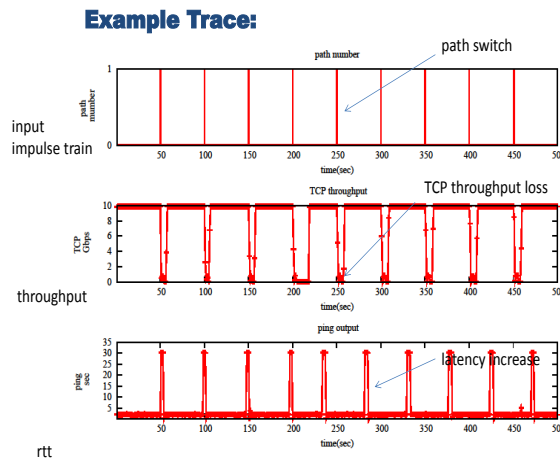 Example Trace:
path number
path switch
1
path
number
0
input
impulse train
50 100 150 200 250 300 350 400 450 500
time(sec)
TCP throughput
TCP throughput loss
10
8
6
4
2
0
TCP
Gbps
50 100 150 200 250 300 350 400 450 500
time(sec)
throughput
ping output
35
30
25
20
15
10
5
ping
sec
latency increase
50 100 150 200 250 300 350 400 450 500
time(sec)
rtt